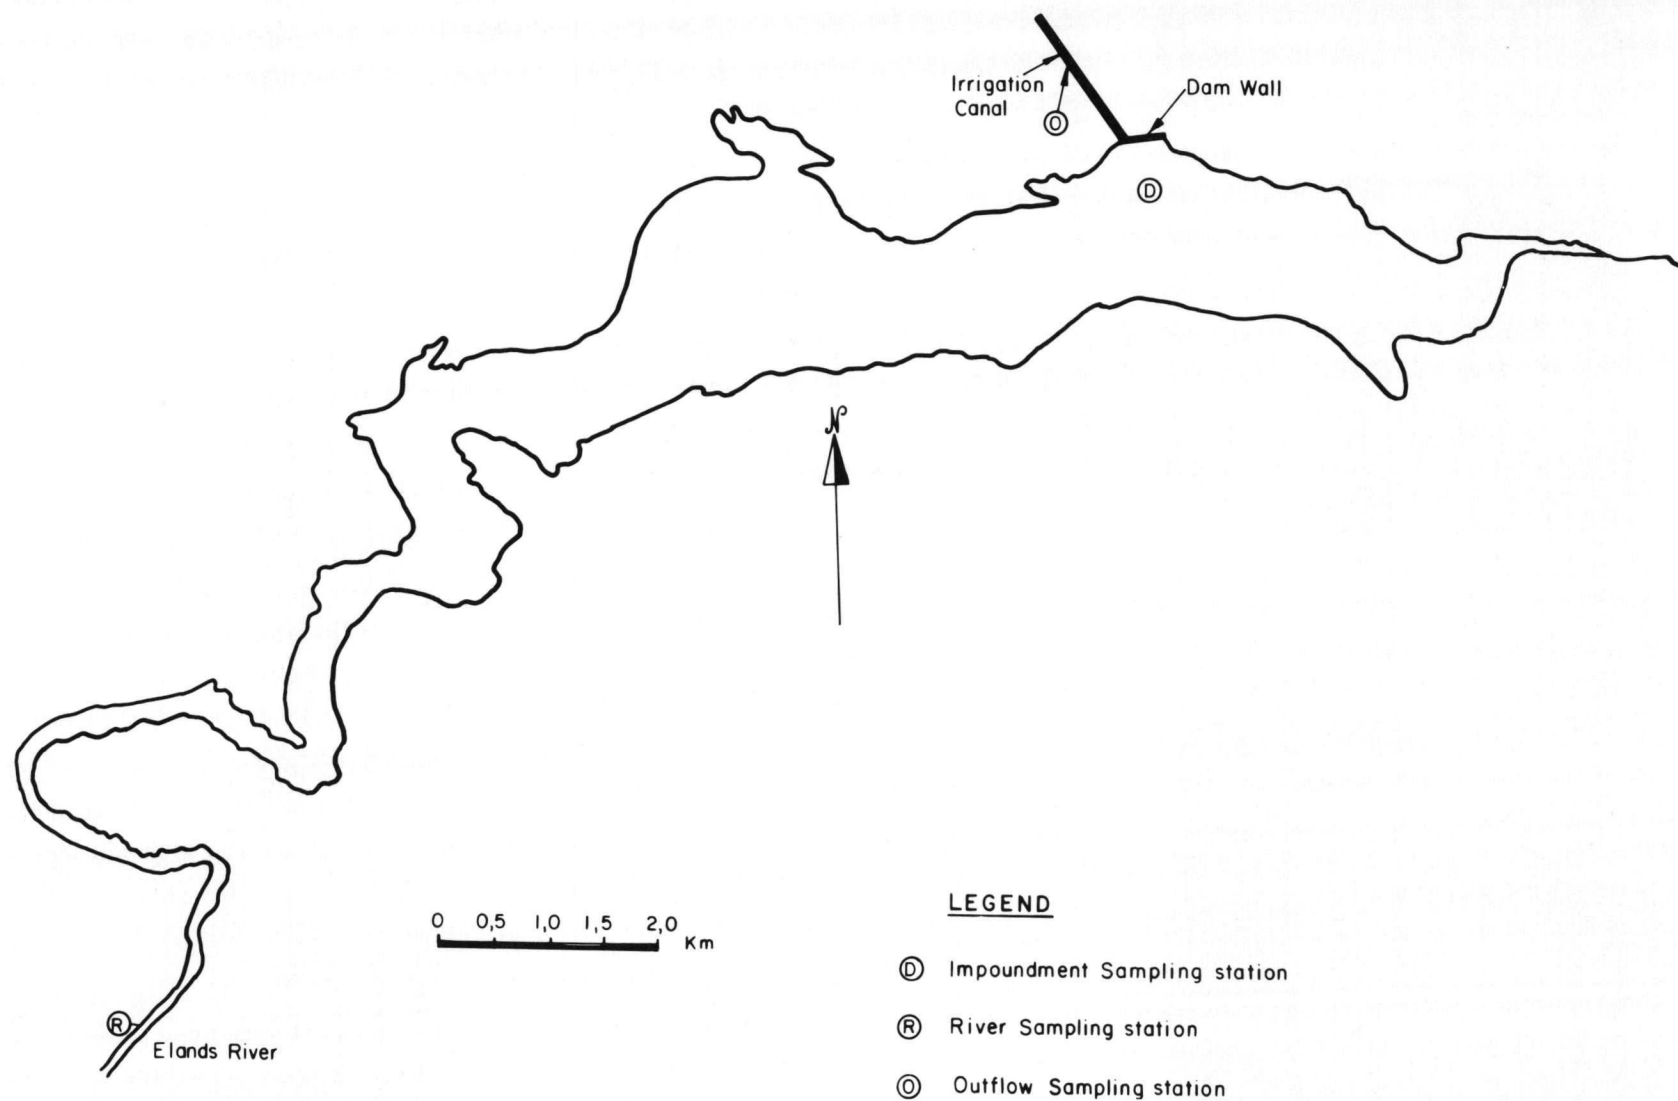 Irrigation
Canal
Dam Wall
O
D
N
0 0,5 1,0 1,5 2,0
Km
R
Elands River
LEGEND
D Impoundment Sampling station
R River Sampling station
O Outflow Sampling station